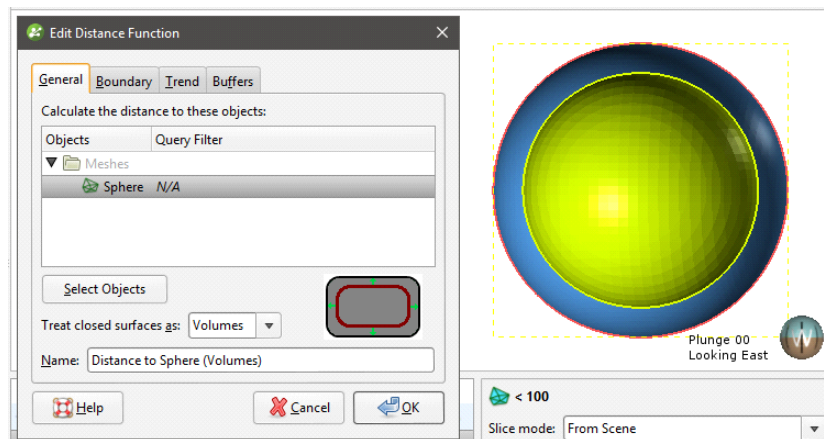 Edit Distance Function
General Boundary Trend Buffers
Calculate the distance to these objects:
Objects Query Filter
Meshes
Sphere N/A
Select Objects
Treat closed surfaces as: Volumes
Name: Distance to Sphere (Volumes)
Help Cancel OK
Plunge 00
Looking East
< 100
Slice mode: From Scene